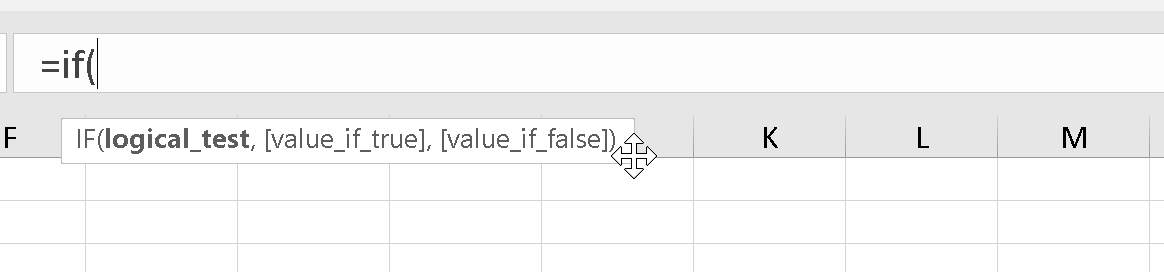 =if(
F K L M
IF(logical_test, [value_if_true], [value_if_false])